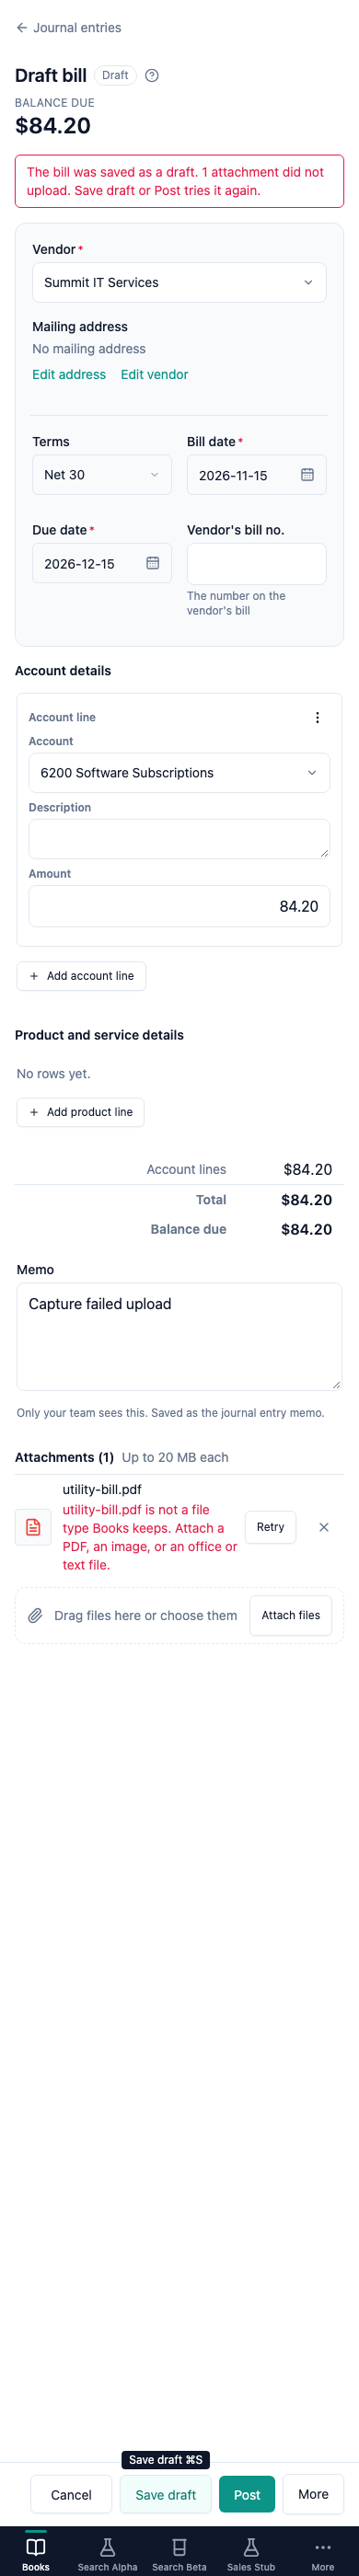 Journal entries
Draft bill Draft
BALANCE DUE
$84.20
The bill was saved as a draft. 1 attachment did not
upload. Save draft or Post tries it again.
Vendor*
Summit IT Services
Mailing address
No mailing address
Edit address Edit vendor
Terms Bill date*
Net 30 2026-11-15
Due date* Vendor's bill no.
2026-12-15
The number on the
vendor's bill
Account details
Account line
Account
6200 Software Subscriptions
Description
Amount
84.20
+ Add account line
Product and service details
No rows yet.
+ Add product line
Account lines $84.20
Total $84.20
Balance due $84.20
Memo
Capture failed upload
Only your team sees this. Saved as the journal entry memo.
Attachments (1) Up to 20 MB each
utility-bill.pdf
utility-bill.pdf is not a file
type Books keeps. Attach a
PDF, an image, or an office or
text file.
Retry
Drag files here or choose them Attach files
Save draft ⌘S
Cancel Save draft Post More
Books Search Alpha Search Beta Sales Stub More